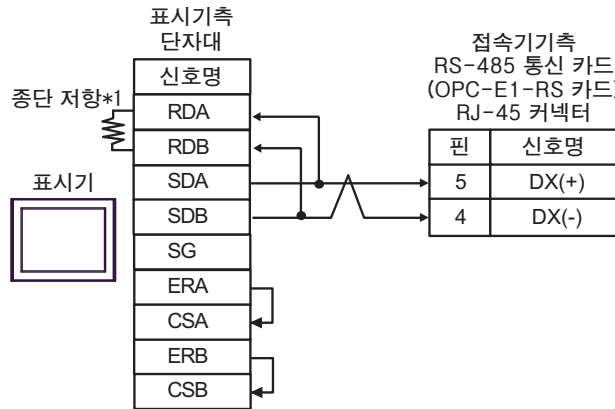 표시기측
단자대
신호명
종단 저항*1
RDA
RDB
SDA
SDB
SG
ERA
CSA
ERB
CSB
표시기
접속기기측
RS-485 통신 카드
(OPC-E1-RS 카드)
RJ-45 커넥터
핀 신호명
5 DX(+)
4 DX(-)